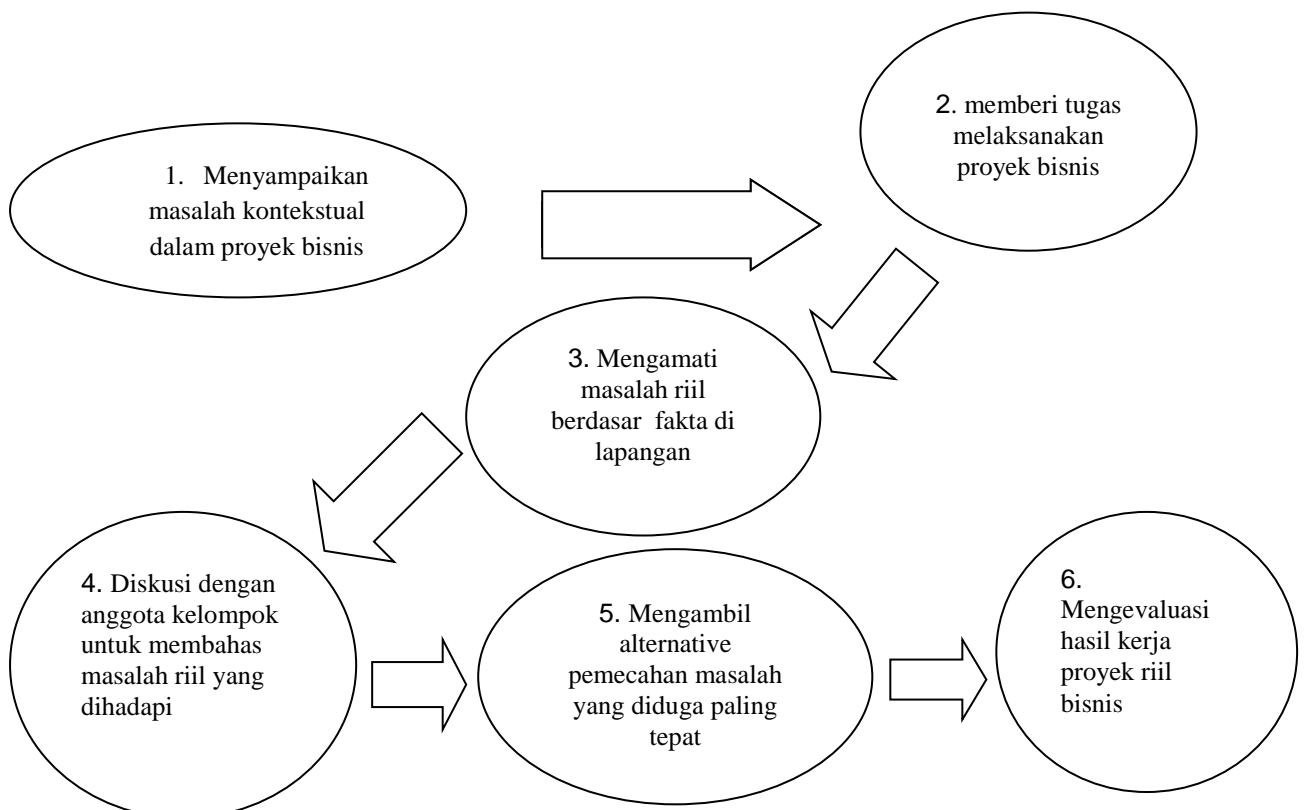 1. Menyampaikan
masalah kontekstual
dalam proyek bisnis
2. memberi tugas
melaksanakan
proyek bisnis
3. Mengamati
masalah riil
berdasar fakta di
lapangan
4. Diskusi dengan
anggota kelompok
untuk membahas
masalah riil yang
dihadapi
5. Mengambil
alternative
pemecahan masalah
yang diduga paling
tepat
6.
Mengevaluasi
hasil kerja
proyek riil
bisnis